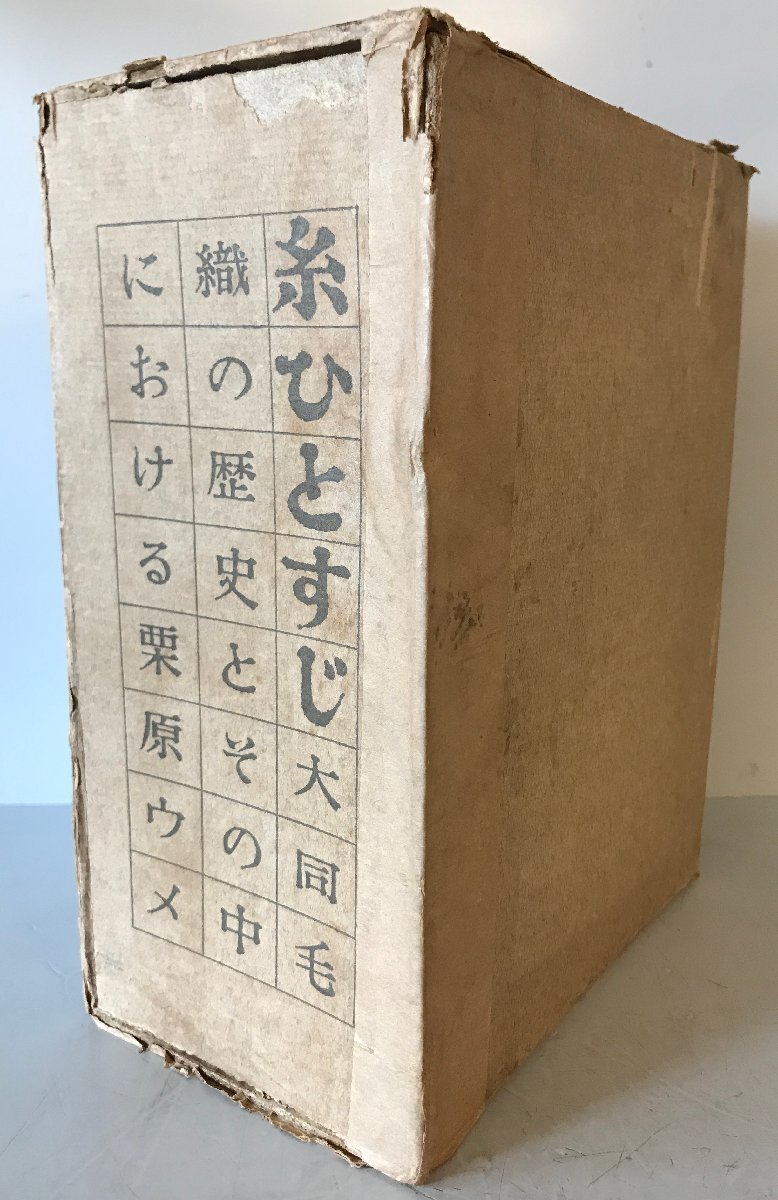 糸ひとすじ大同毛
織の歴史とその中
における栗原ウメ